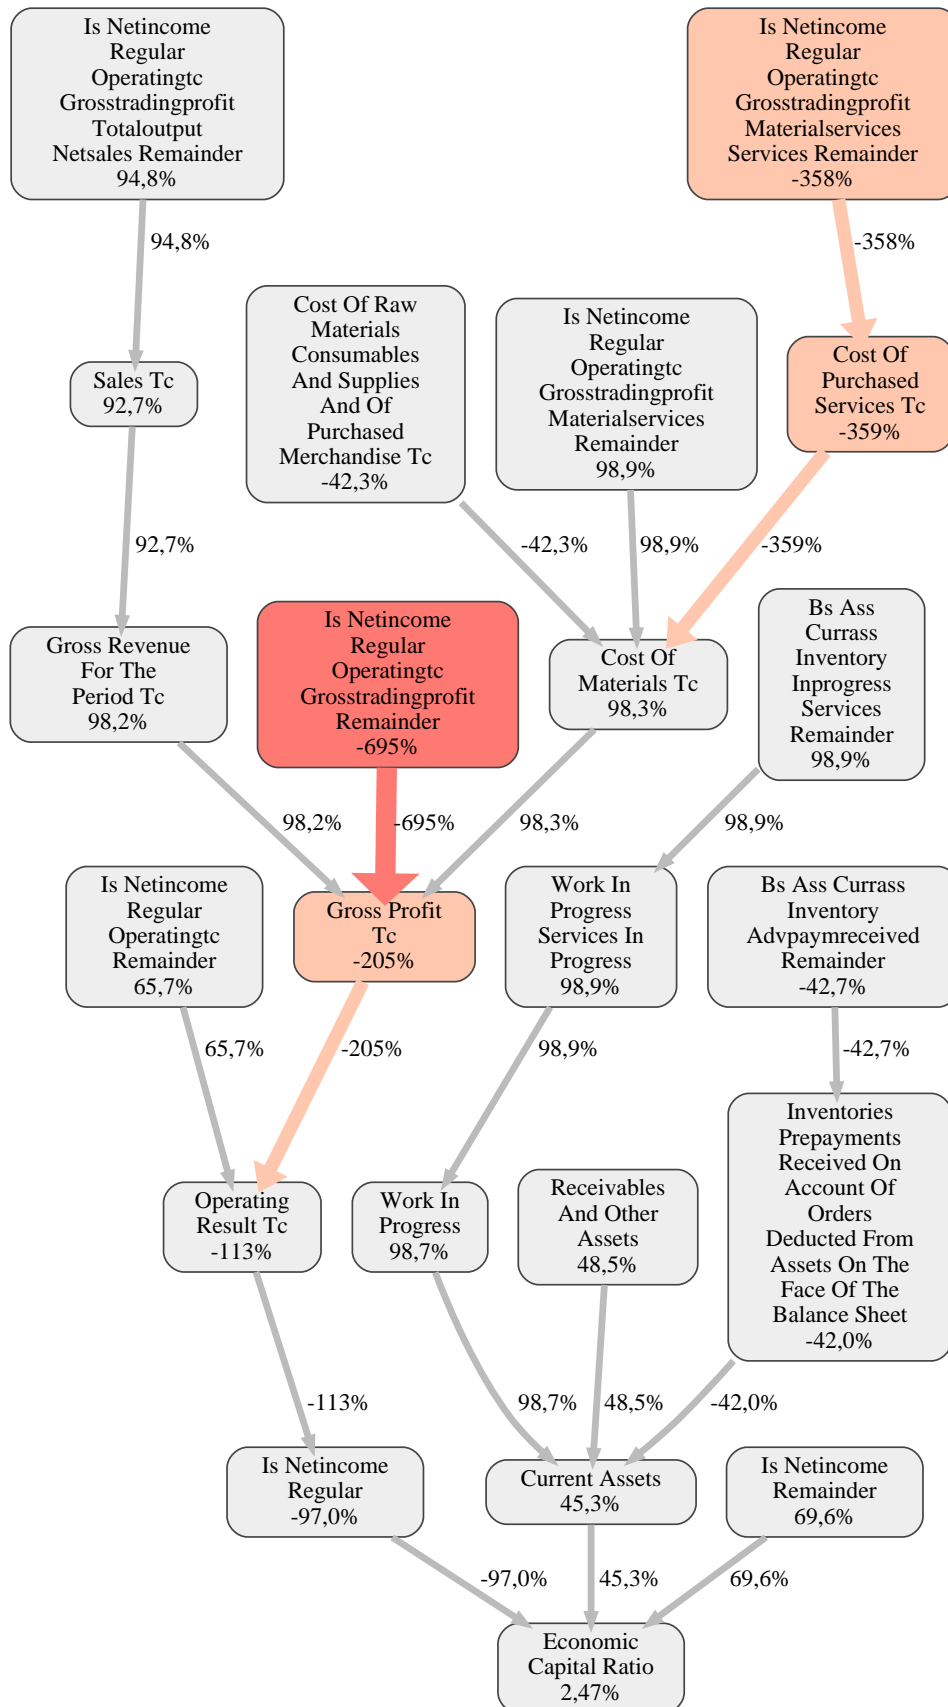 Is Netincome
Regular
Operatingtc
Grosstradingprofit
Totaloutput
Netsales Remainder
94,8%
Is Netincome
Regular
Operatingtc
Grosstradingprofit
Materialservices
Services Remainder
-358%
94,8%
-358%
Cost Of Raw
Materials
Consumables
And Supplies
And Of
Purchased
Merchandise Tc
-42,3%
Is Netincome
Regular
Operatingtc
Grosstradingprofit
Materialservices
Remainder
98,9%
Cost Of
Purchased
Services Tc
-359%
Sales Tc
92,7%
92,7%
-42,3%
98,9%
-359%
Gross Revenue
For The
Period Tc
98,2%
Is Netincome
Regular
Operatingtc
Grosstradingprofit
Remainder
-695%
Cost Of
Materials Tc
98,3%
Bs Ass
Currass
Inventory
Inprogress
Services
Remainder
98,9%
98,2%
-695%
98,3%
98,9%
Is Netincome
Regular
Operatingtc
Remainder
65,7%
Gross Profit
Tc
-205%
Work In
Progress
Services In
Progress
98,9%
Bs Ass Currass
Inventory
Advpaymreceived
Remainder
-42,7%
65,7%
-205%
98,9%
-42,7%
Operating
Result Tc
-113%
Work In
Progress
98,7%
Receivables
And Other
Assets
48,5%
Inventories
Prepayments
Received On
Account Of
Orders
Deducted From
Assets On The
Face Of The
Balance Sheet
-42,0%
-113%
98,7%
48,5%
-42,0%
Is Netincome
Regular
-97,0%
Current Assets
45,3%
Is Netincome
Remainder
69,6%
-97,0%
45,3%
69,6%
Economic
Capital Ratio
2,47%